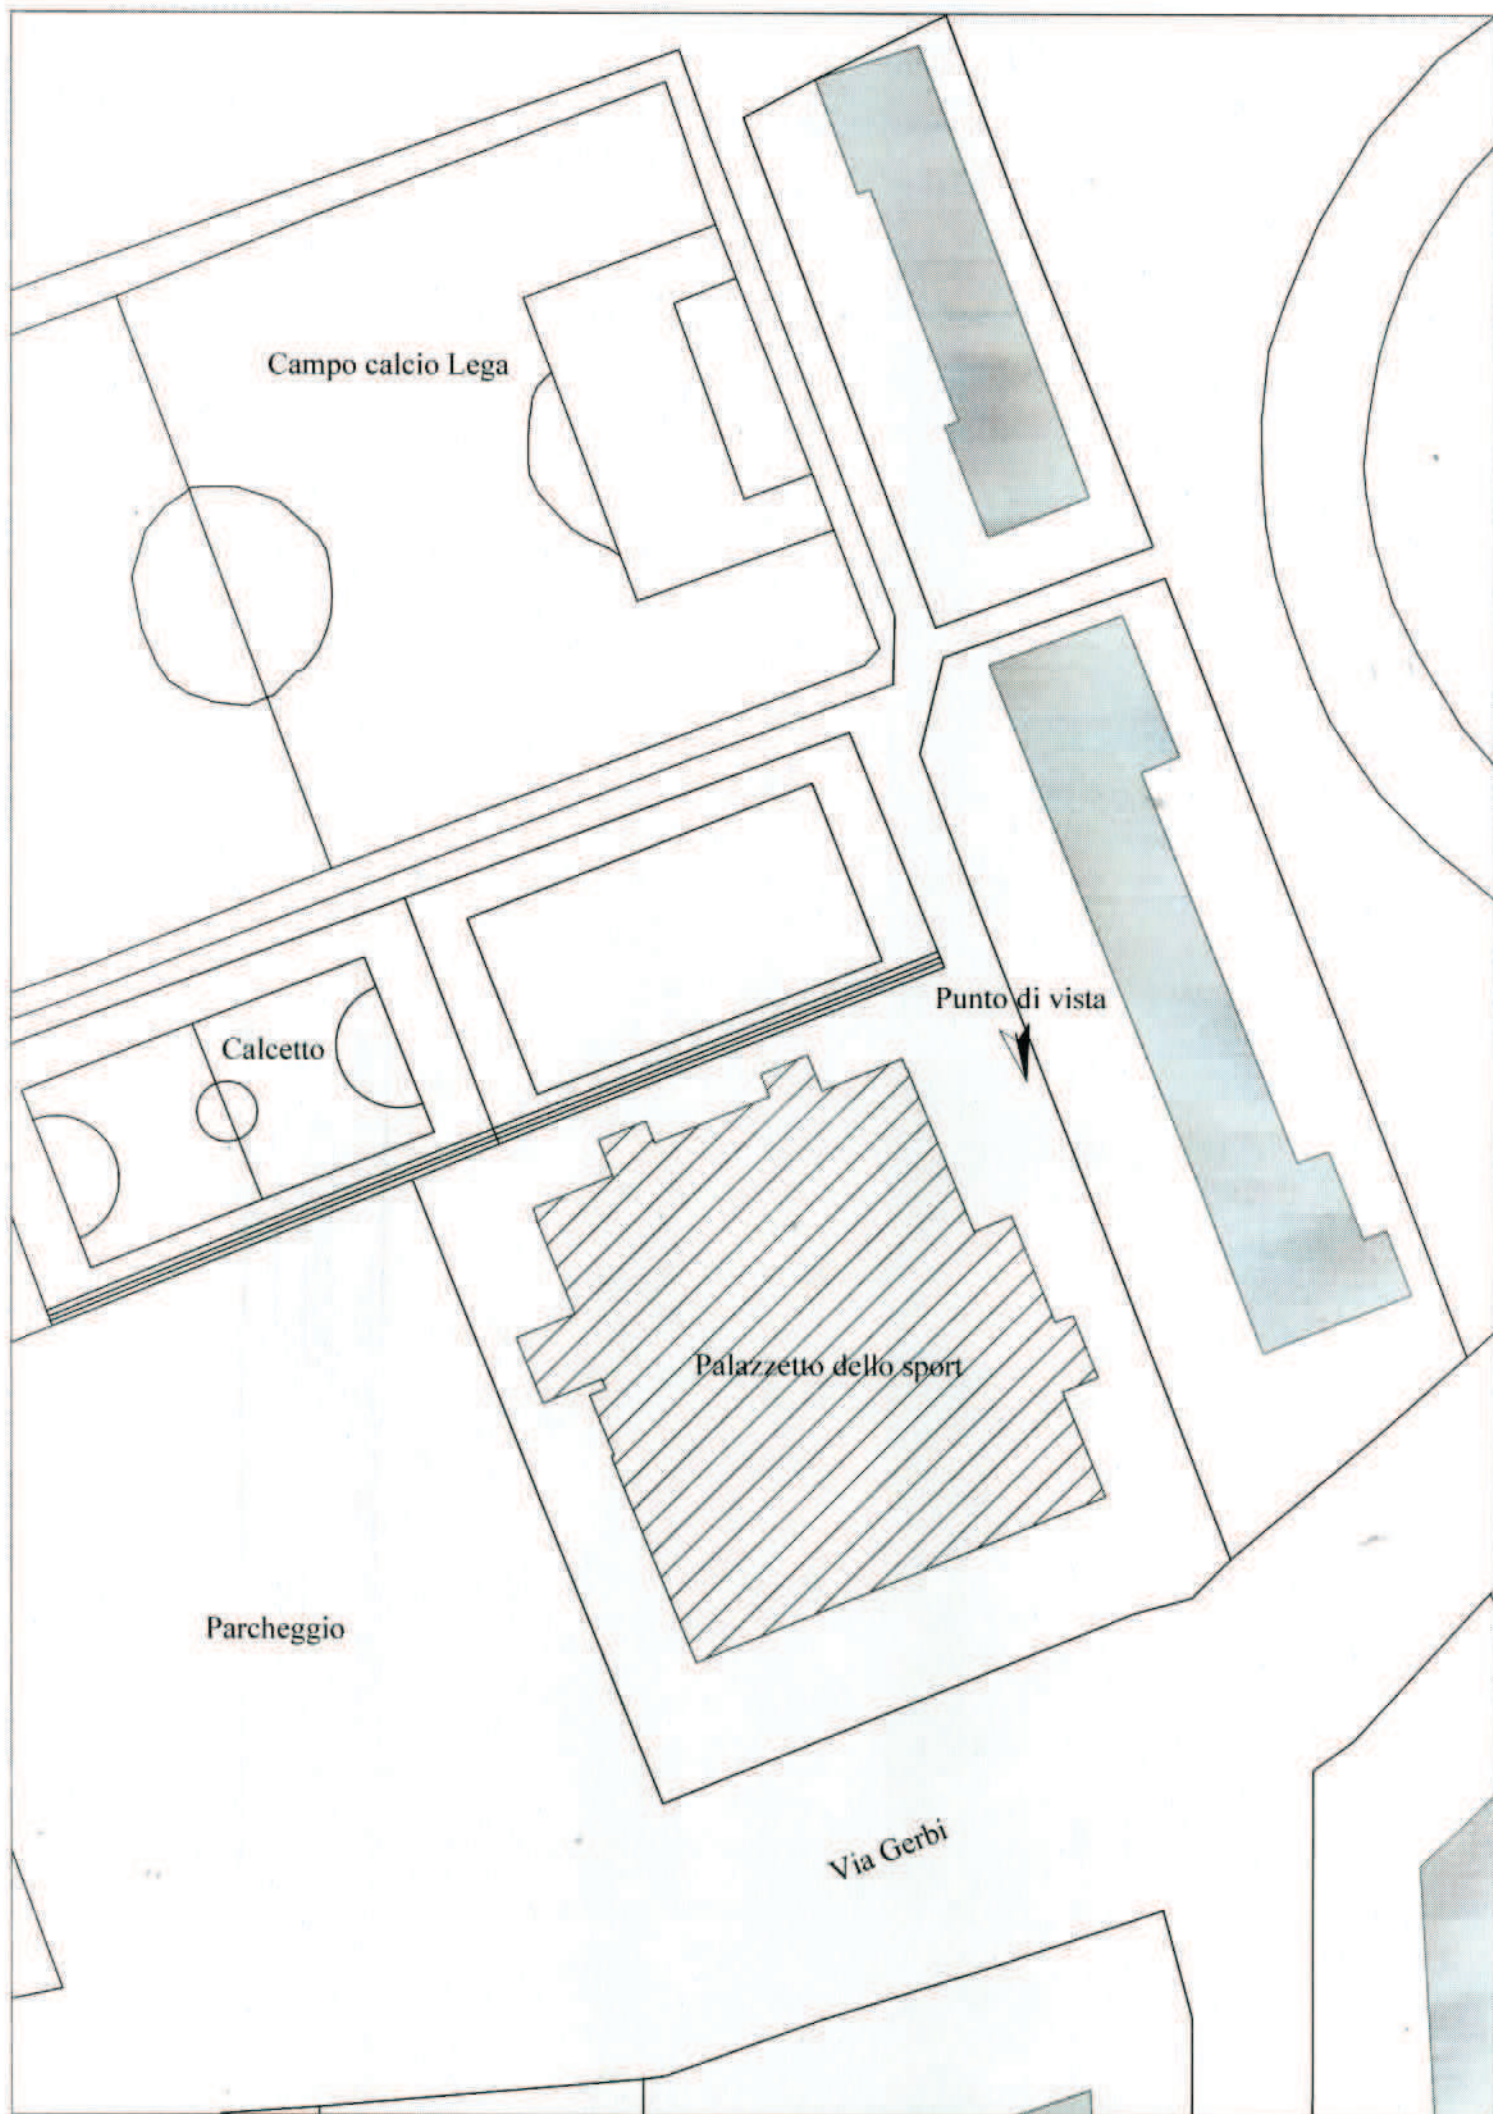 Campo calcio Lega
Punto di vista
Calcetto
Palazzetto dello sport
Parcheggio
Via Gerbi